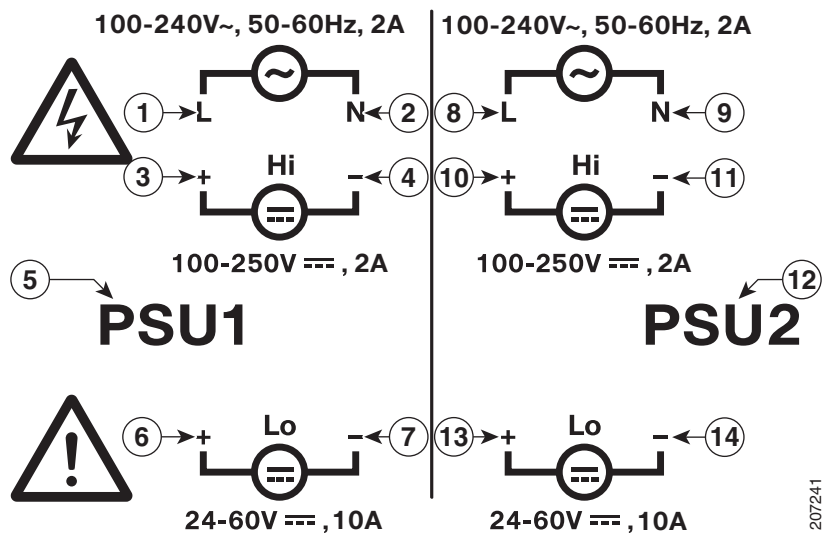 100-240V~, 50-60Hz, 2A 100-240V~, 50-60Hz, 2A
1 L N 2 8 L N 9
Hi Hi
3 + - 4 10 + - 11
100-250V ⎓, 2A 100-250V ⎓, 2A
5 12
PSU1 PSU2
Lo Lo
6 + - 7 13 + - 14
24-60V ⎓, 10A 24-60V ⎓, 10A
207241